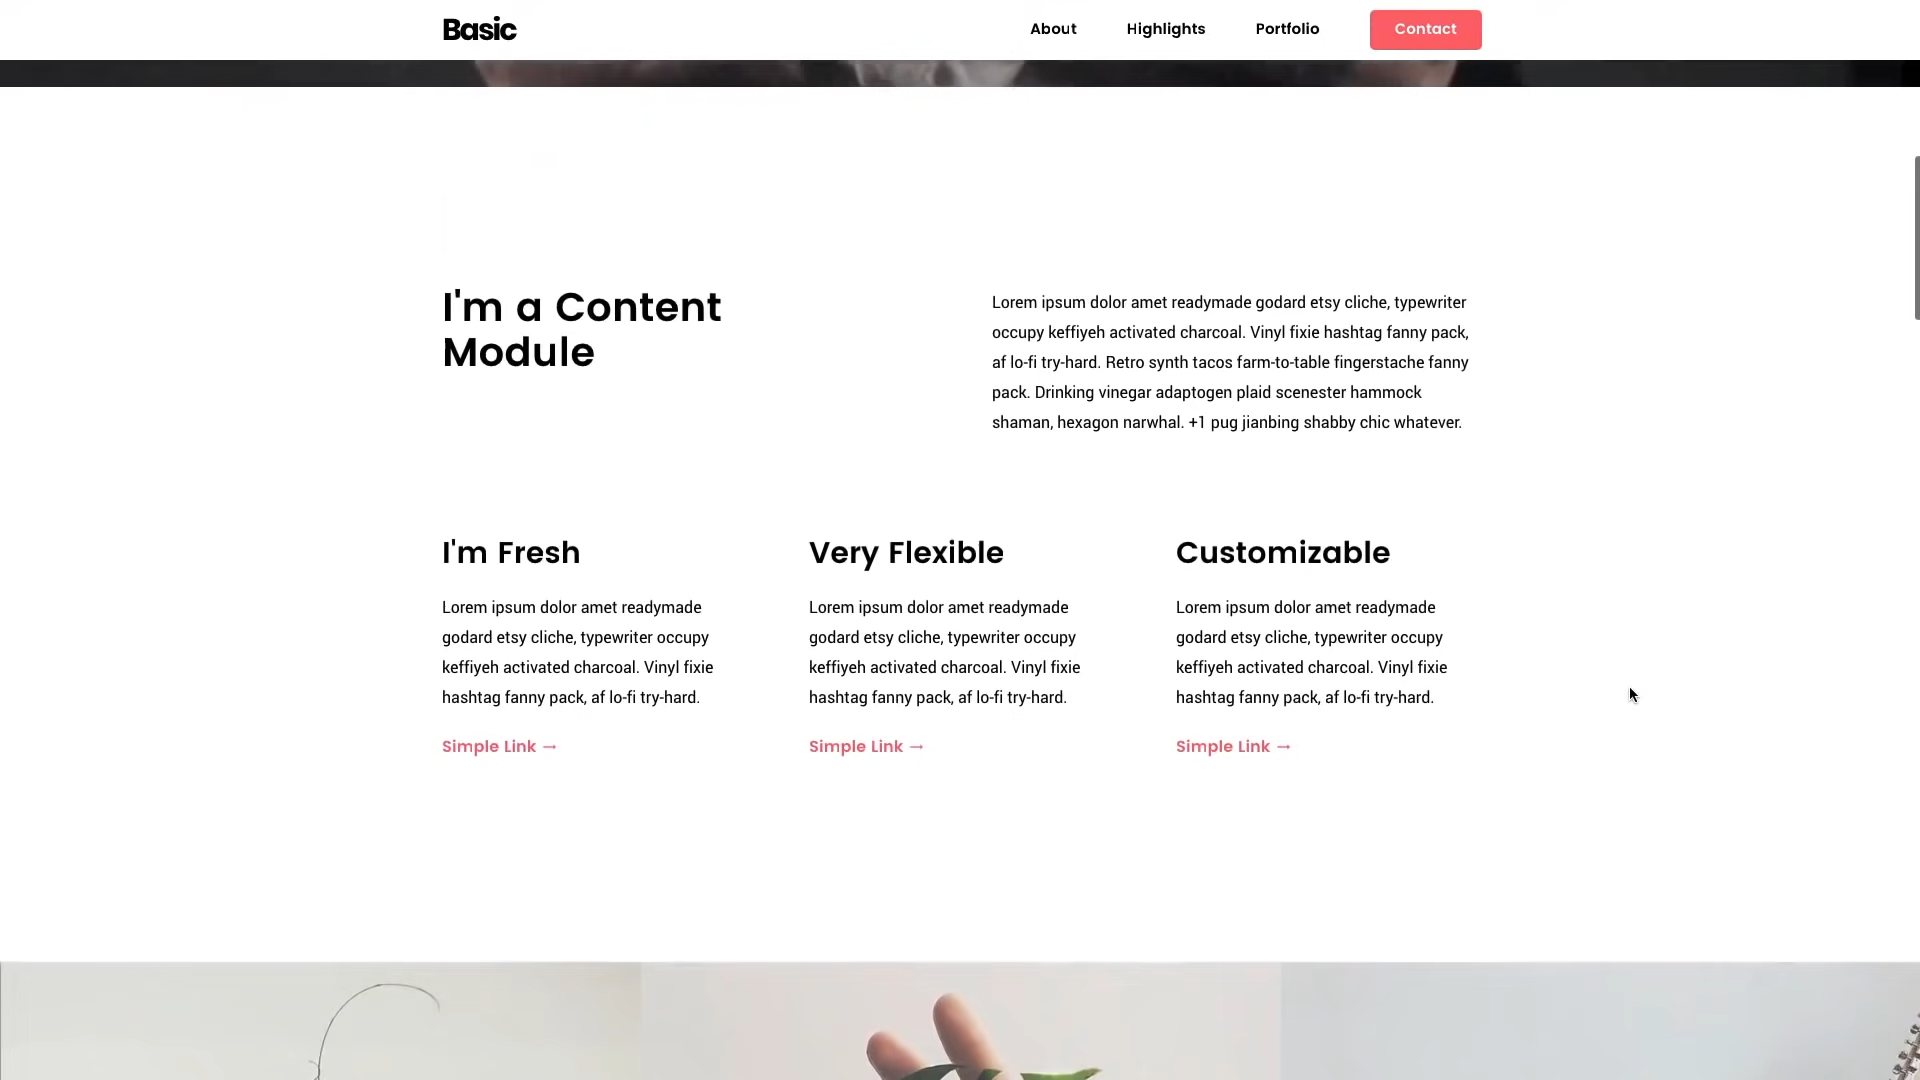 Basic
About
Highlights
Portfolio
Contact
I'm a Content
Module
Lorem ipsum dolor amet readymade godard etsy cliche, typewriter
occupy keffiyeh activated charcoal. Vinyl fixie hashtag fanny pack,
af lo-fi try-hard. Retro synth tacos farm-to-table fingerstache fanny
pack. Drinking vinegar adaptogen plaid scenester hammock
shaman, hexagon narwhal. +1 pug jianbing shabby chic whatever.
I'm Fresh
Lorem ipsum dolor amet readymade
godard etsy cliche, typewriter occupy
keffiyeh activated charcoal. Vinyl fixie
hashtag fanny pack, af lo-fi try-hard.
Simple Link →
Very Flexible
Lorem ipsum dolor amet readymade
godard etsy cliche, typewriter occupy
keffiyeh activated charcoal. Vinyl fixie
hashtag fanny pack, af lo-fi try-hard.
Simple Link →
Customizable
Lorem ipsum dolor amet readymade
godard etsy cliche, typewriter occupy
keffiyeh activated charcoal. Vinyl fixie
hashtag fanny pack, af lo-fi try-hard.
Simple Link →